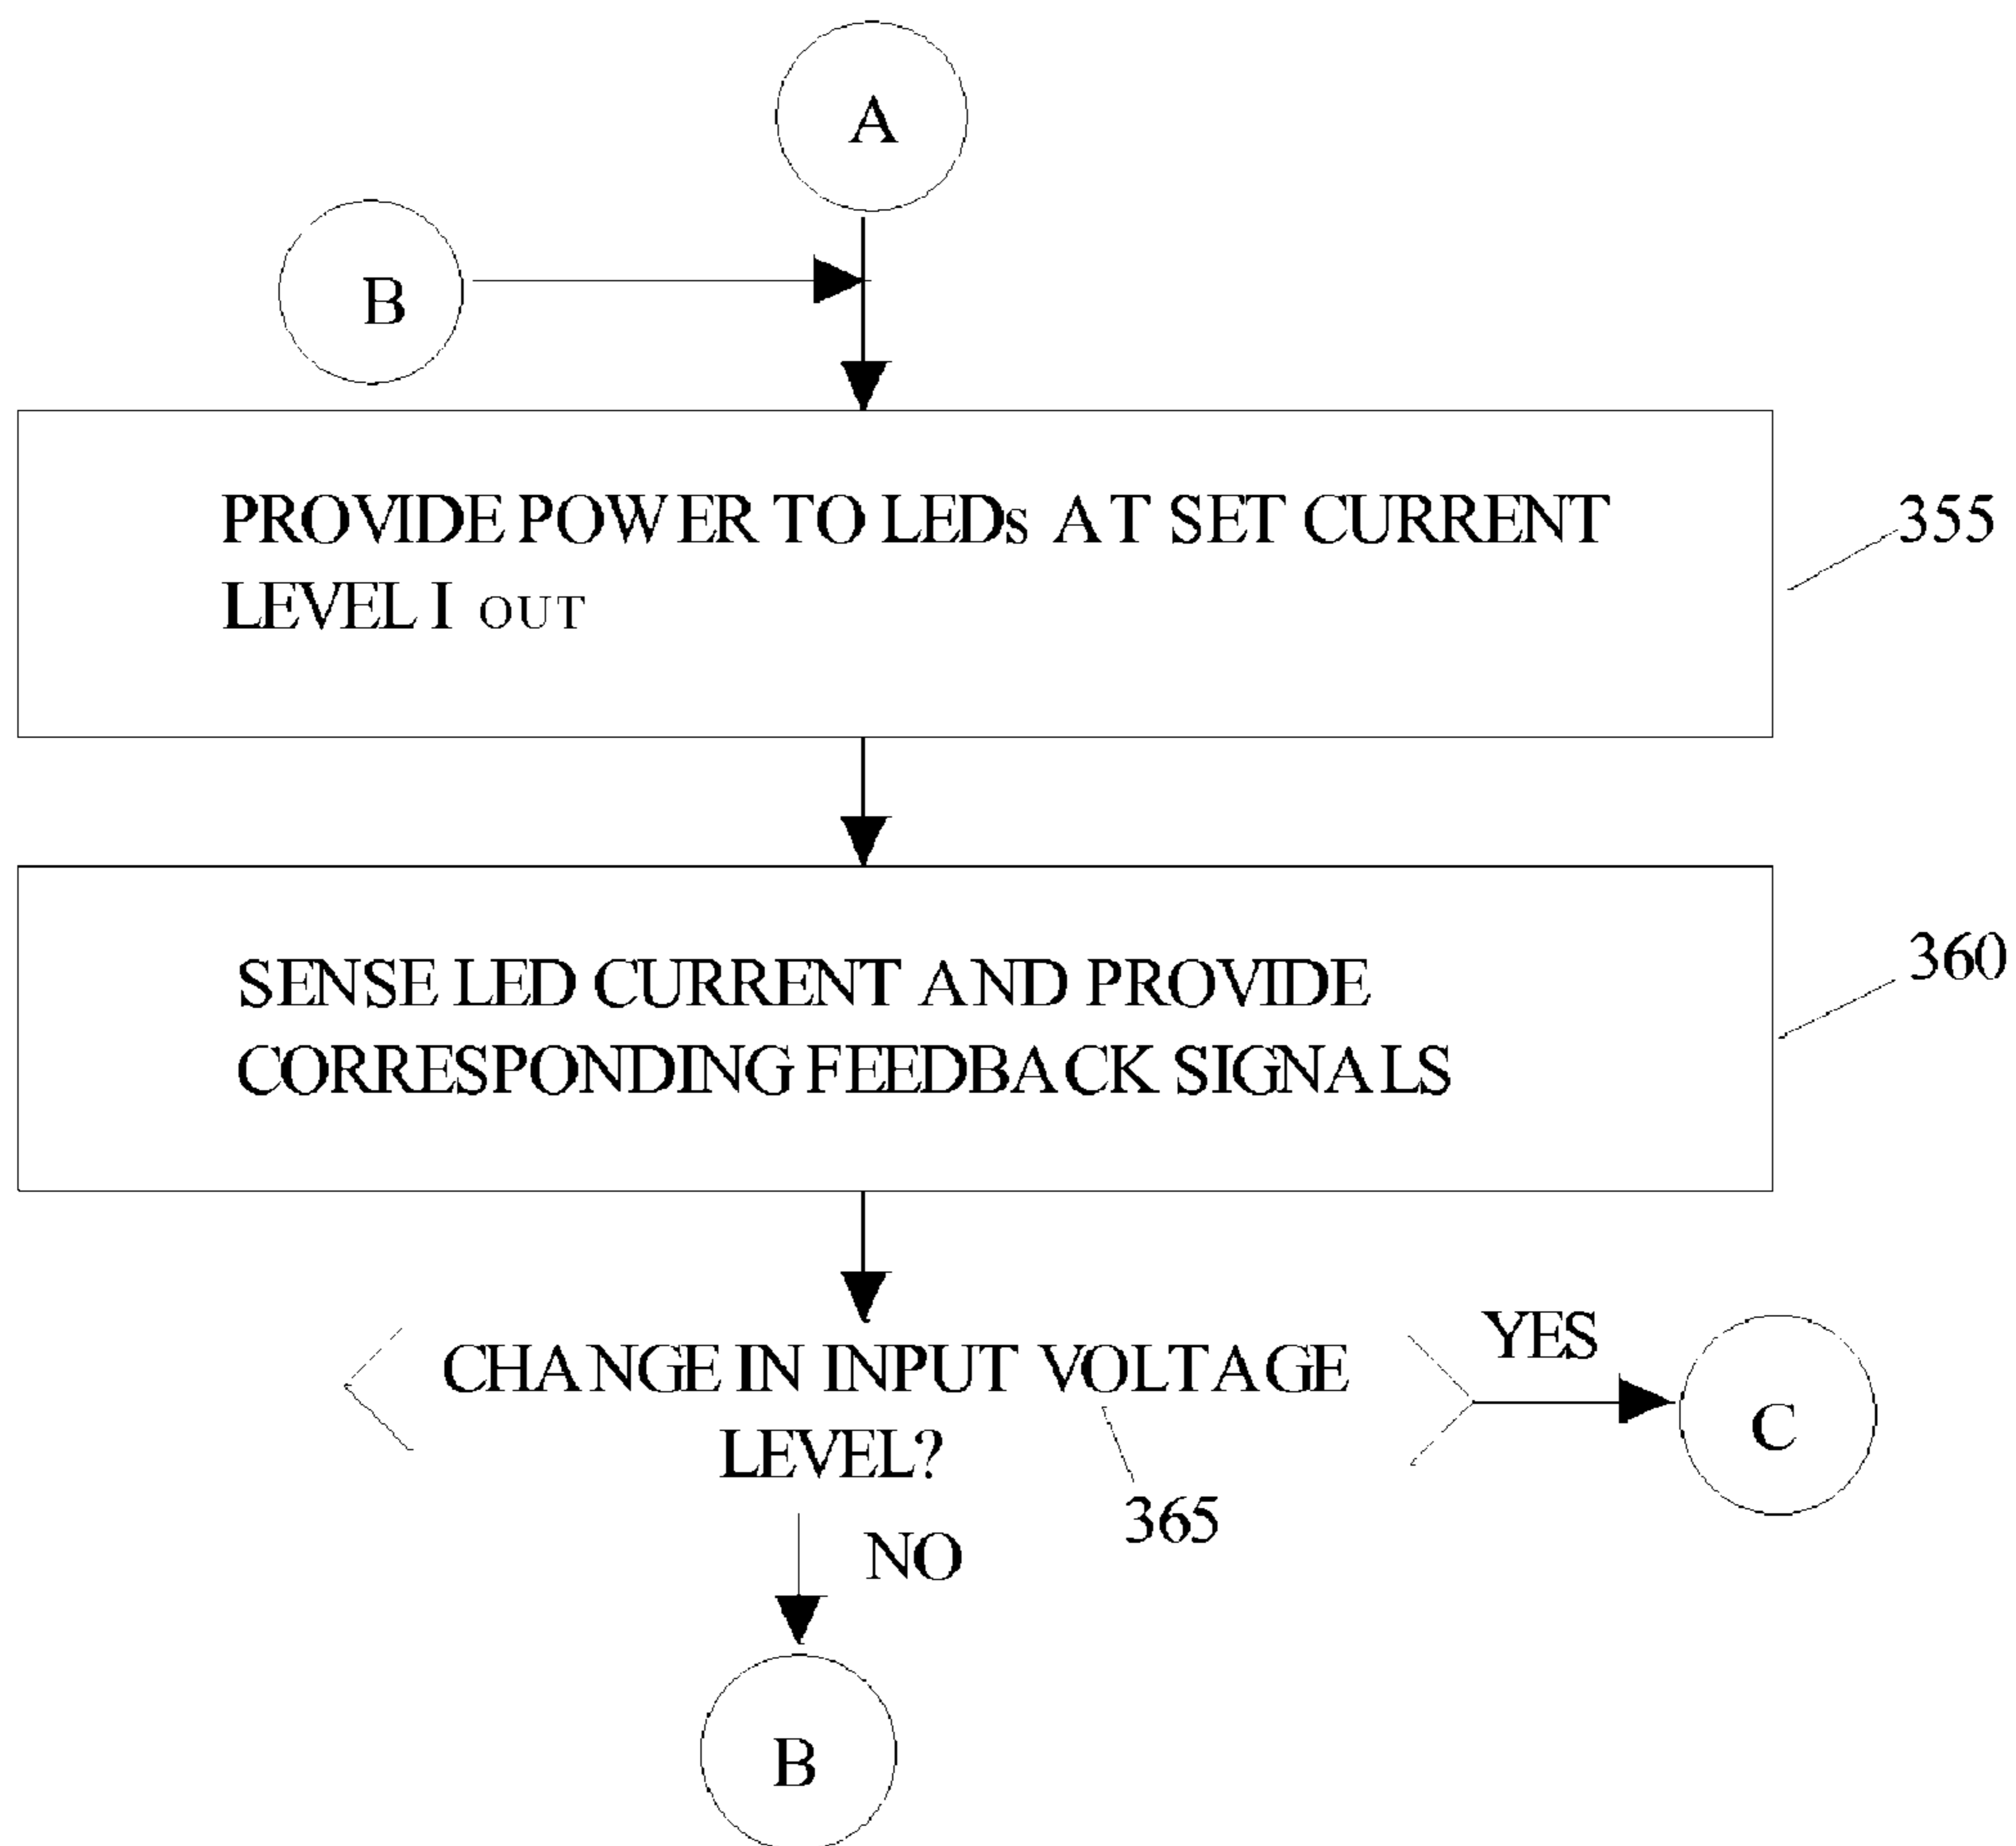 A
B
PROVIDE POWER TO LEDs AT SET CURRENT
LEVEL I OUT
355
SENSE LED CURRENT AND PROVIDE
CORRESPONDING FEEDBACK SIGNALS
360
CHANGE IN INPUT VOLTAGE
LEVEL?
YES
C
365
NO
B